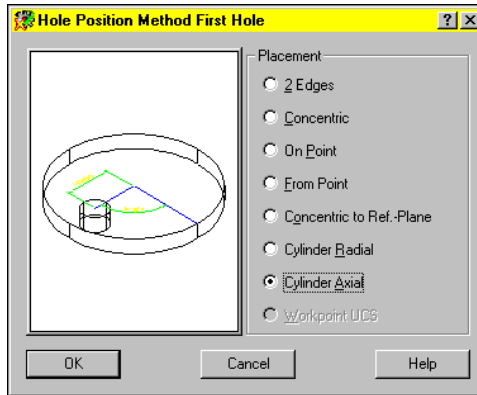 Hole Position Method First Hole
Placement
2 Edges
Concentric
On Point
From Point
Concentric to Ref.-Plane
Cylinder Radial
Cylinder Axial
Workpoint UCS
OK
Cancel
Help